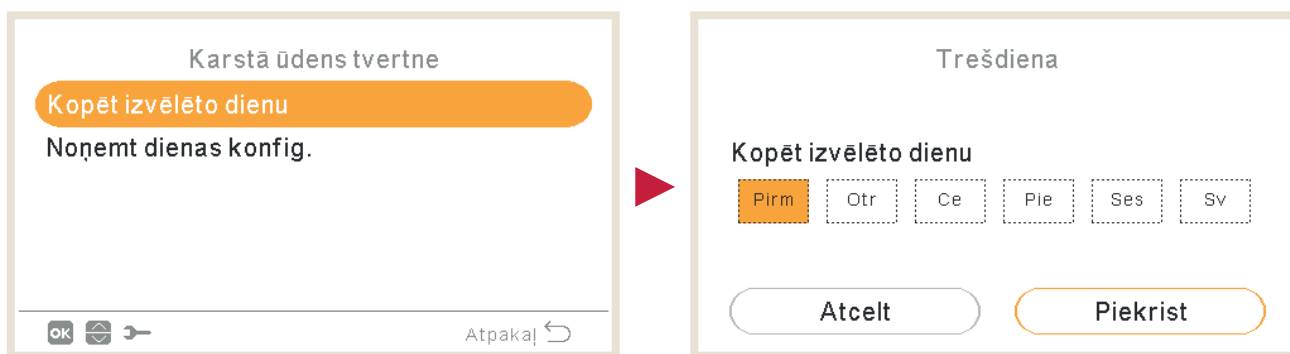 Karstā ūdens tvertne
Kopēt izvēlēto dienu
Noņemt dienas konfig.
OK
Atpakaļ
Trešdiena
Kopēt izvēlēto dienu
Pirm Otr Ce Pie Ses Sv
Atcelt Piekrist